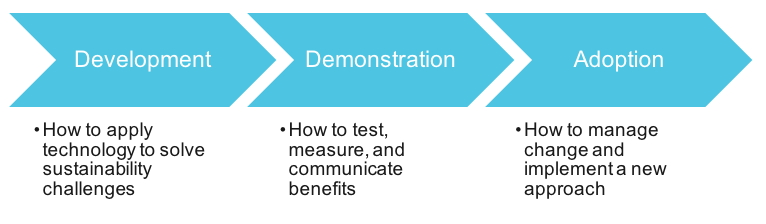 Development
Demonstration
Adoption
•How to apply
technology to solve
sustainability
challenges
•How to test,
measure, and
communicate
benefits
•How to manage
change and
implement a new
approach